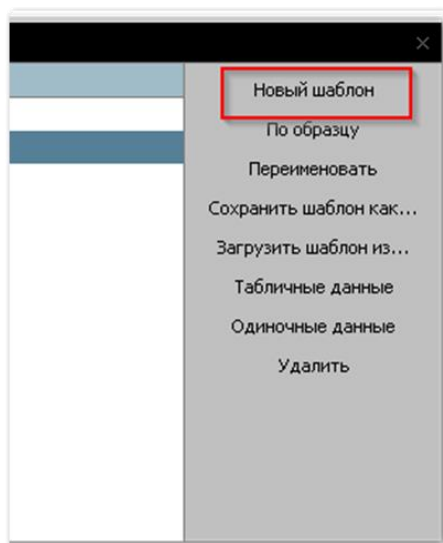 Новый шаблон
По образцу
Переименовать
Сохранить шаблон как...
Загрузить шаблон из...
Табличные данные
Одиночные данные
Удалить